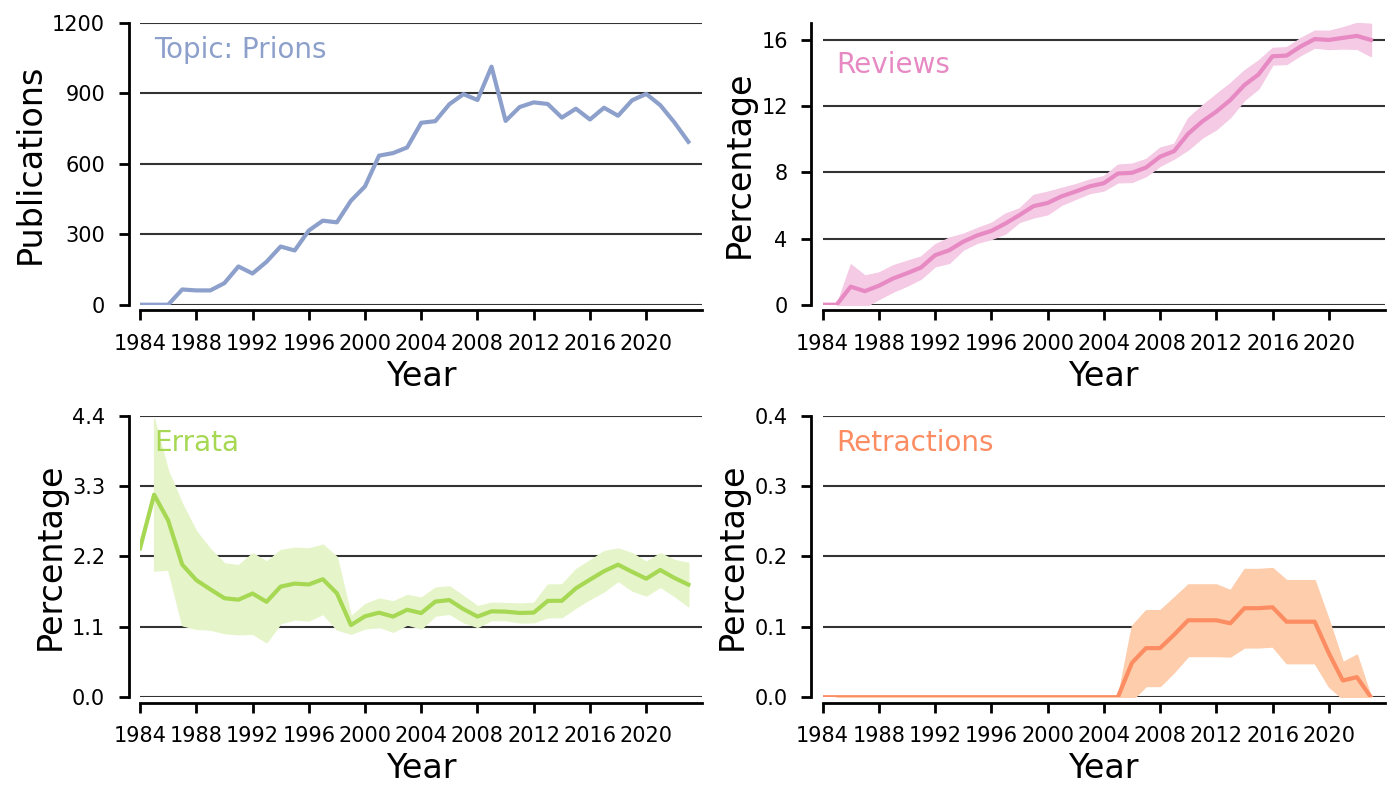 Topic: Prions
Publications
1200
900
600
300
0
1984 1988 1992 1996 2000 2004 2008 2012 2016 2020
Year
Reviews
Percentage
16
12
8
4
0
1984 1988 1992 1996 2000 2004 2008 2012 2016 2020
Year
Errata
Percentage
4.4
3.3
2.2
1.1
0.0
1984 1988 1992 1996 2000 2004 2008 2012 2016 2020
Year
Retractions
Percentage
0.4
0.3
0.2
0.1
0.0
1984 1988 1992 1996 2000 2004 2008 2012 2016 2020
Year